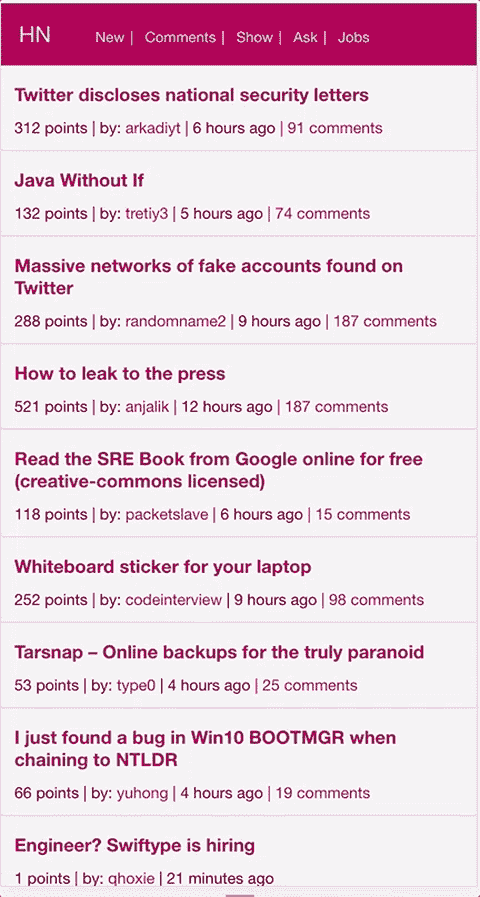 HN New | Comments | Show | Ask | Jobs
Twitter discloses national security letters
312 points | by: arkadiyt | 6 hours ago | 91 comments
Java Without If
132 points | by: tretiy3 | 5 hours ago | 74 comments
Massive networks of fake accounts found on
Twitter
288 points | by: randomname2 | 9 hours ago | 187 comments
How to leak to the press
521 points | by: anjalik | 12 hours ago | 187 comments
Read the SRE Book from Google online for free
(creative-commons licensed)
118 points | by: packetslave | 6 hours ago | 15 comments
Whiteboard sticker for your laptop
252 points | by: codeinterview | 9 hours ago | 98 comments
Tarsnap – Online backups for the truly paranoid
53 points | by: type0 | 4 hours ago | 25 comments
I just found a bug in Win10 BOOTMGR when
chaining to NTLDR
66 points | by: yuhong | 4 hours ago | 19 comments
Engineer? Swiftype is hiring
1 points | by: qhoxie | 21 minutes ago